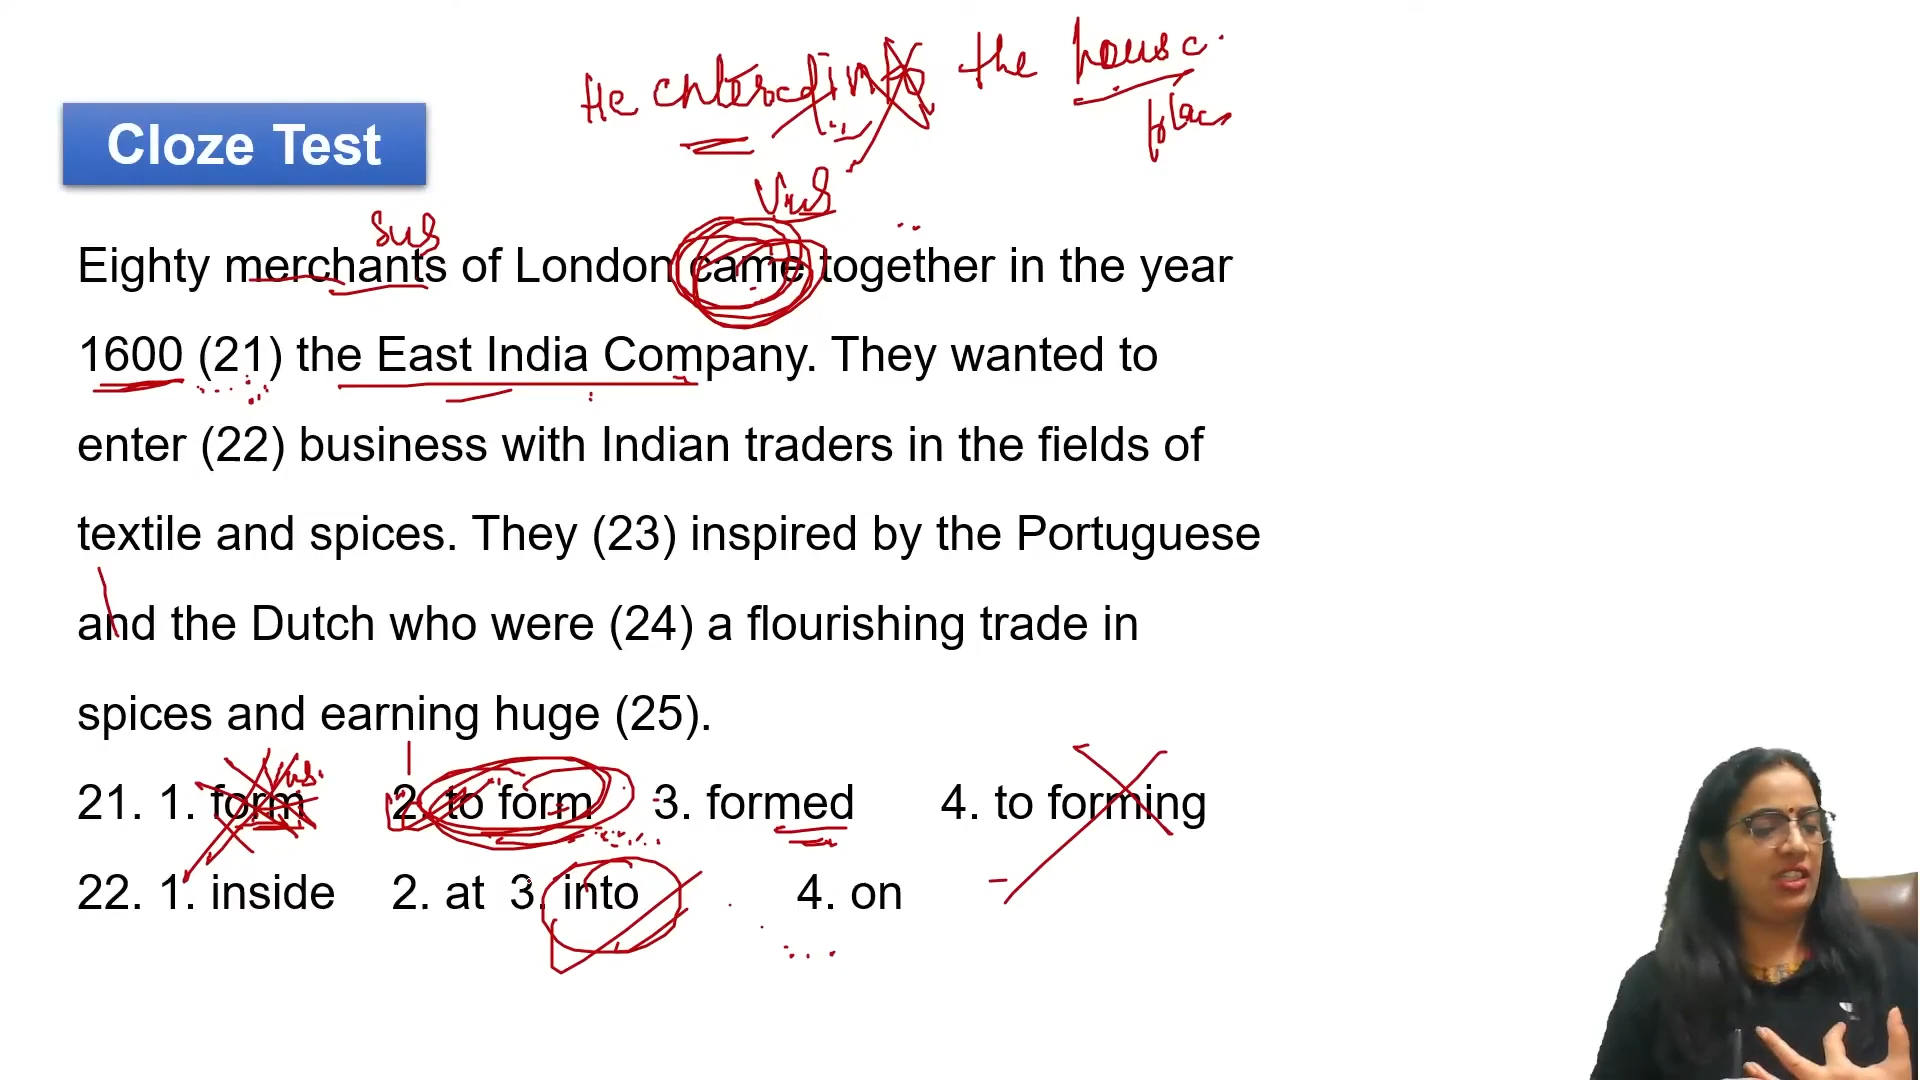 He entered into the house.
place
Cloze Test
Sub
Eighty merchants of London came together in the year
1600 (21) the East India Company. They wanted to
enter (22) business with Indian traders in the fields of
textile and spices. They (23) inspired by the Portuguese
and the Dutch who were (24) a flourishing trade in
spices and earning huge (25).
21. 1. form 2. to form 3. formed 4. to forming
22. 1. inside 2. at 3. into 4. on